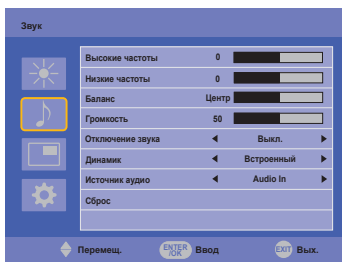 Звук
Высокие частоты 0
Низкие частоты 0
Баланс Центр
Громкость 50
Отключение звука Выкл.
Динамик Встроенный
Источник аудио Audio In
Сброс
Перемещ. ENTER /OK Ввод EXIT Вых.